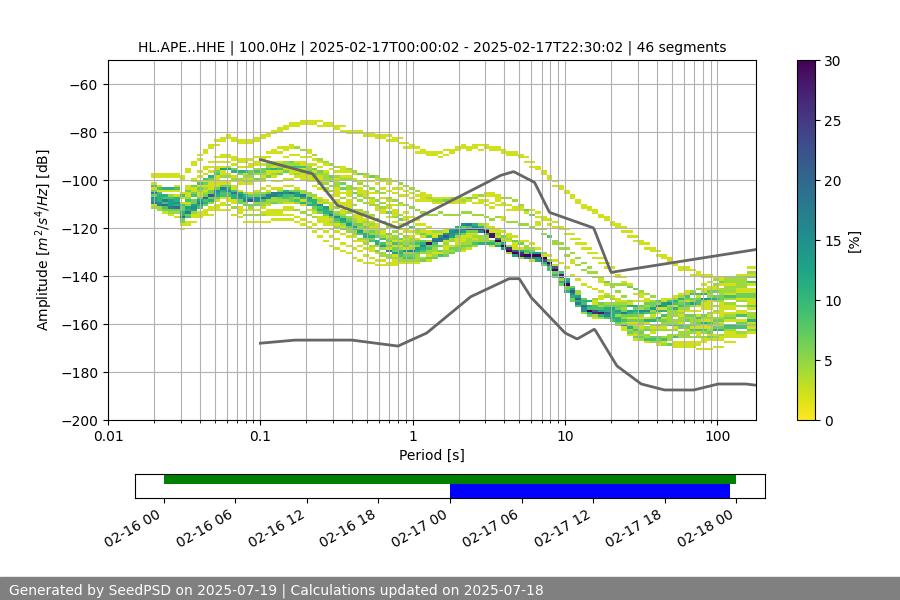 HL.APE..HHE | 100.0Hz | 2025-02-17T00:00:02 - 2025-02-17T22:30:02 | 46 segments
−60
−80
−100
−120
−140
−160
−180
−200
Amplitude [m²/s⁴/Hz] [dB]
0.01 0.1 1 10 100
Period [s]
30
25
20
15
10
5
0
[%]
02-16 00 02-16 06 02-16 12 02-16 18 02-17 00 02-17 06 02-17 12 02-17 18 02-18 00
Generated by SeedPSD on 2025-07-19 | Calculations updated on 2025-07-18